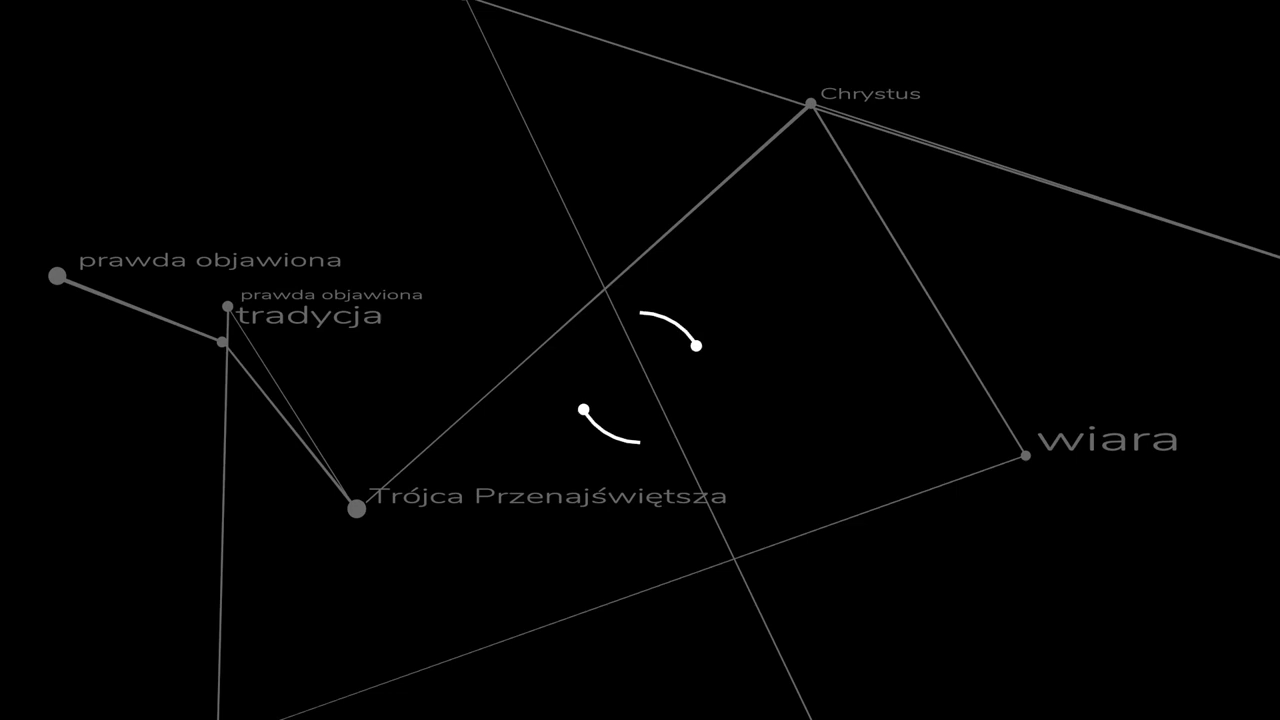 Chrystus
prawda objawiona
prawda objawiona
tradycja
wiara
Trójca Przenajświętsza